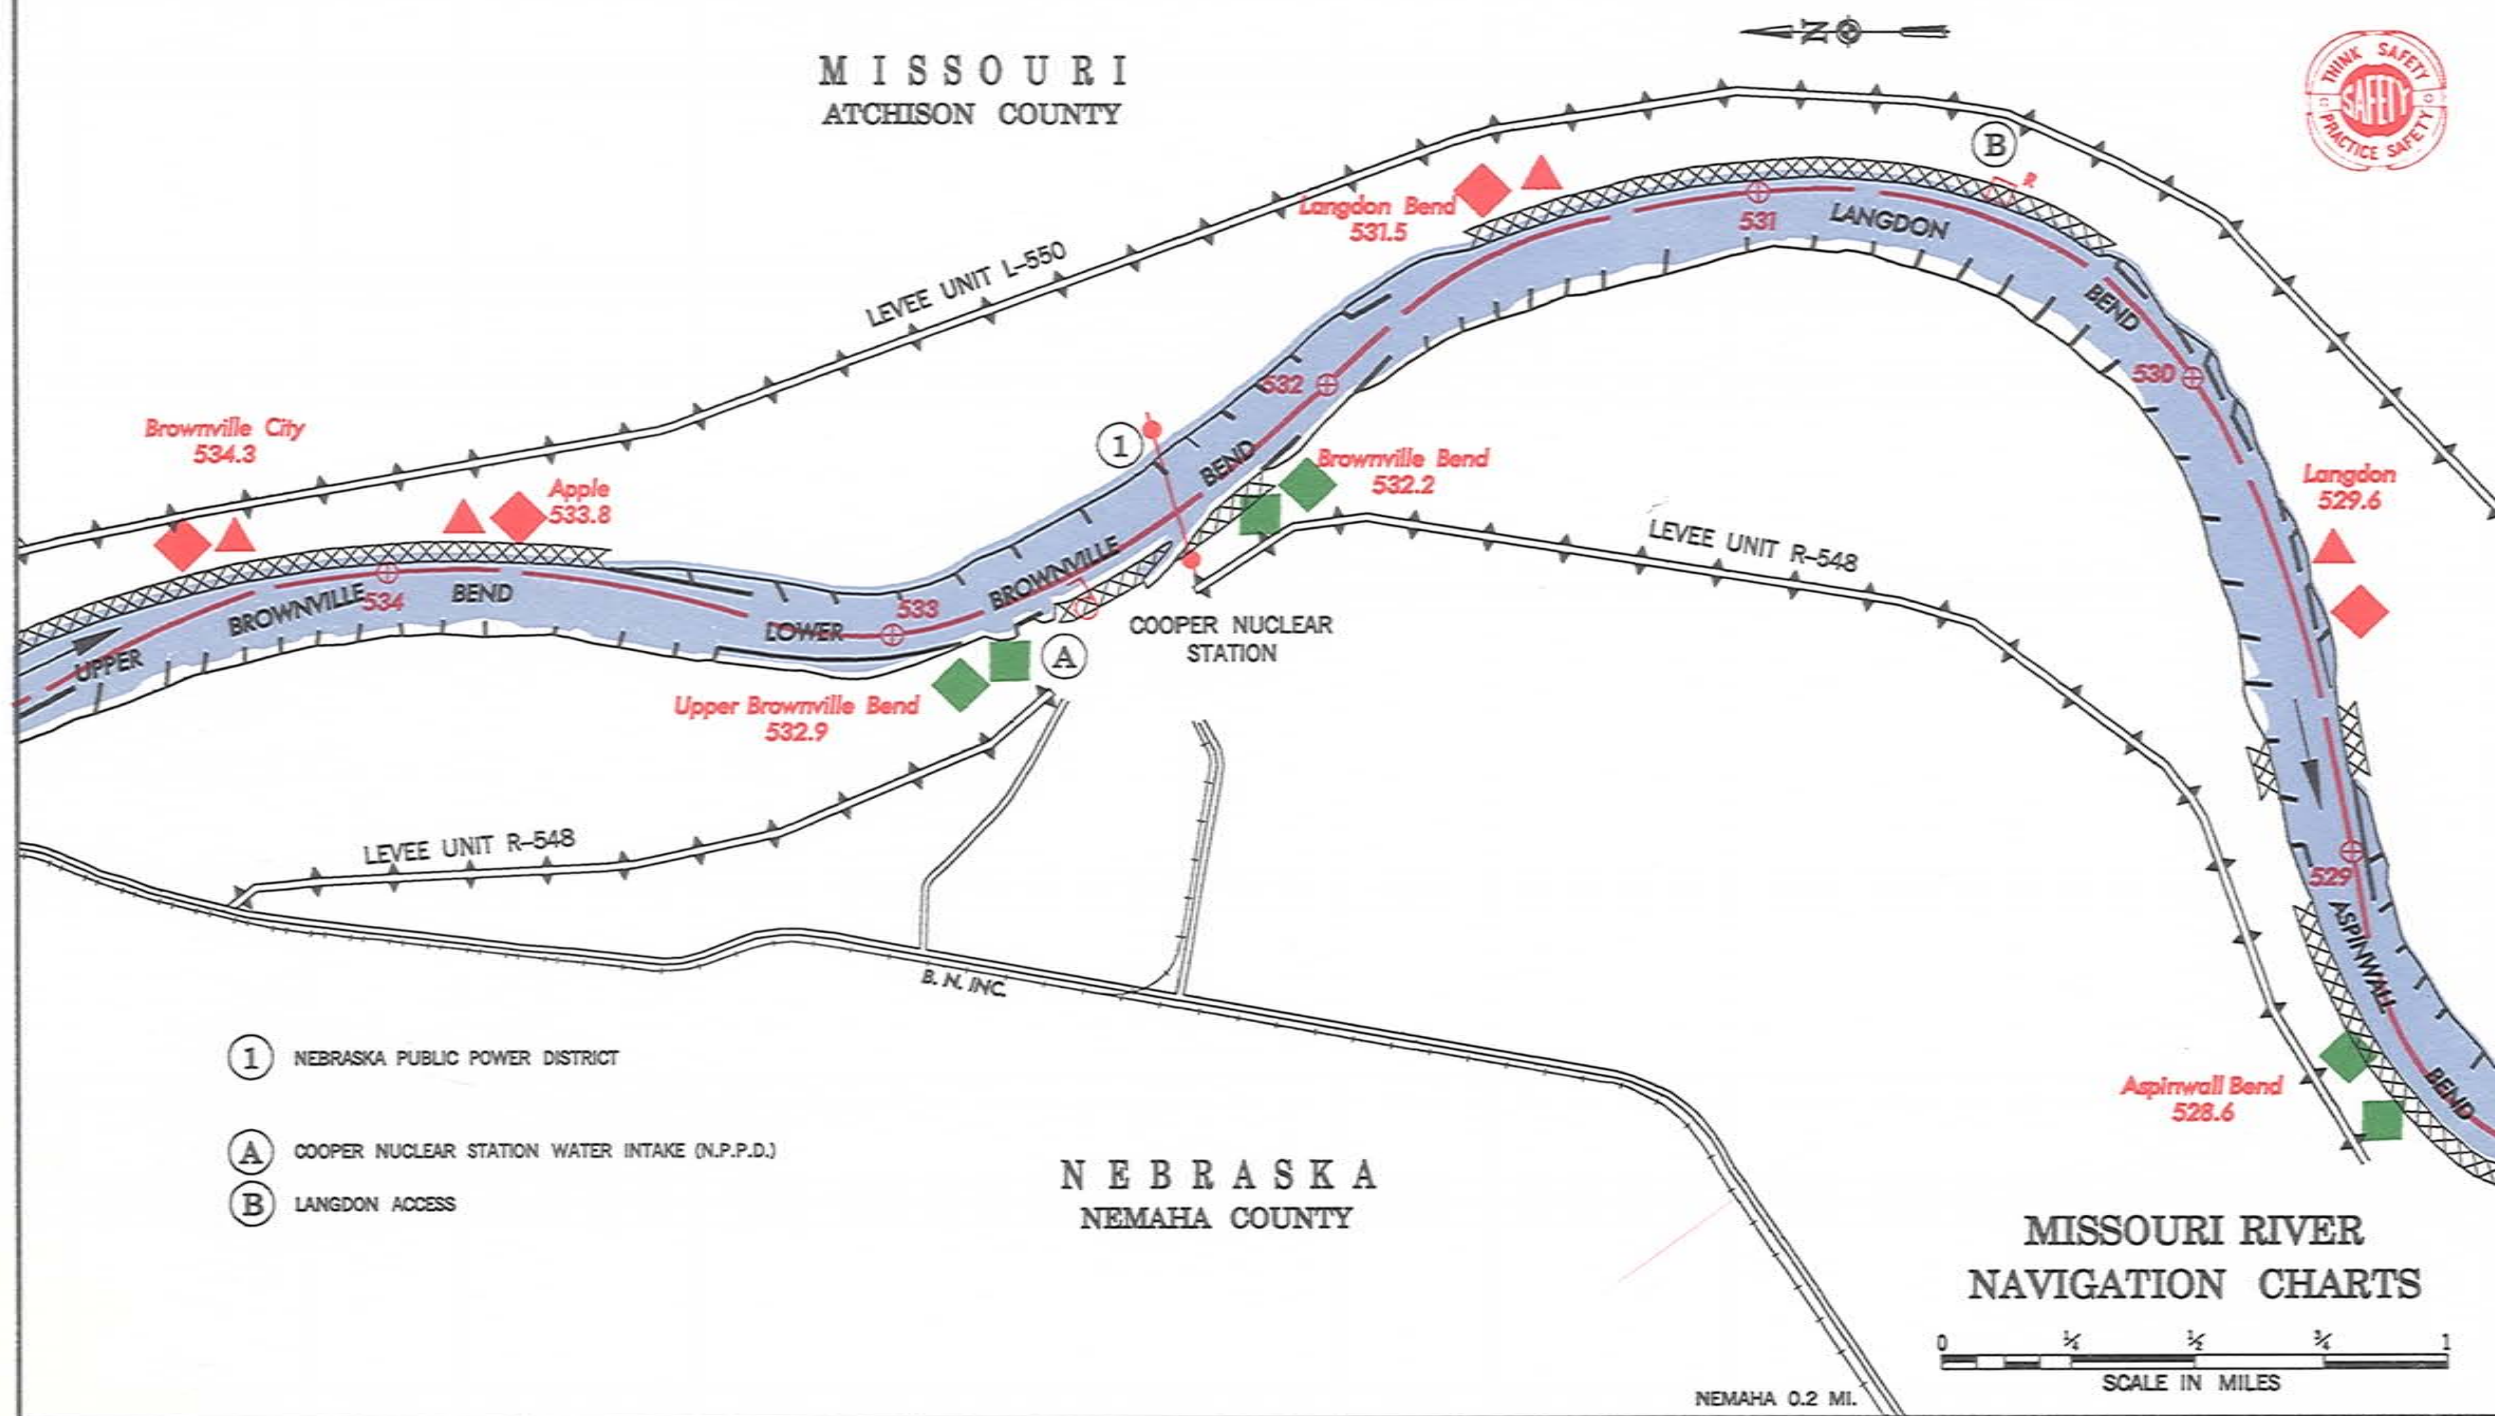 N
THINK SAFETY
SAFETY
PRACTICE SAFETY
MISSOURI
ATCHISON COUNTY
B
R
Langdon Bend
531.5
531
LANGDON
BEND
LEVEE UNIT L-550
532
530
Brownville City
534.3
1
BEND
Brownville Bend
532.2
Langdon
529.6
Apple
533.8
LEVEE UNIT R-548
BROWNVILLE
534
BEND
533
BROWNVILLE
LOWER
UPPER
A
COOPER NUCLEAR
STATION
Upper Brownville Bend
532.9
LEVEE UNIT R-548
529
ASPINWALL
BEND
B. N. INC.
1 NEBRASKA PUBLIC POWER DISTRICT
Aspinwall Bend
528.6
A COOPER NUCLEAR STATION WATER INTAKE (N.P.P.D.)
B LANGDON ACCESS
NEBRASKA
NEMAHA COUNTY
MISSOURI RIVER
NAVIGATION CHARTS
0 ¼ ½ ¾ 1
SCALE IN MILES
NEMAHA 0.2 MI.